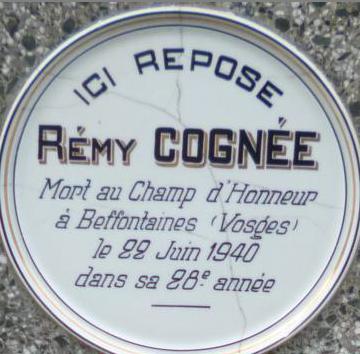 ICI REPOSE
RÉMY COGNÉE
Mort au Champ d'Honneur
à Beffontaines (Vosges)
le 22 Juin 1940
dans sa 28e année